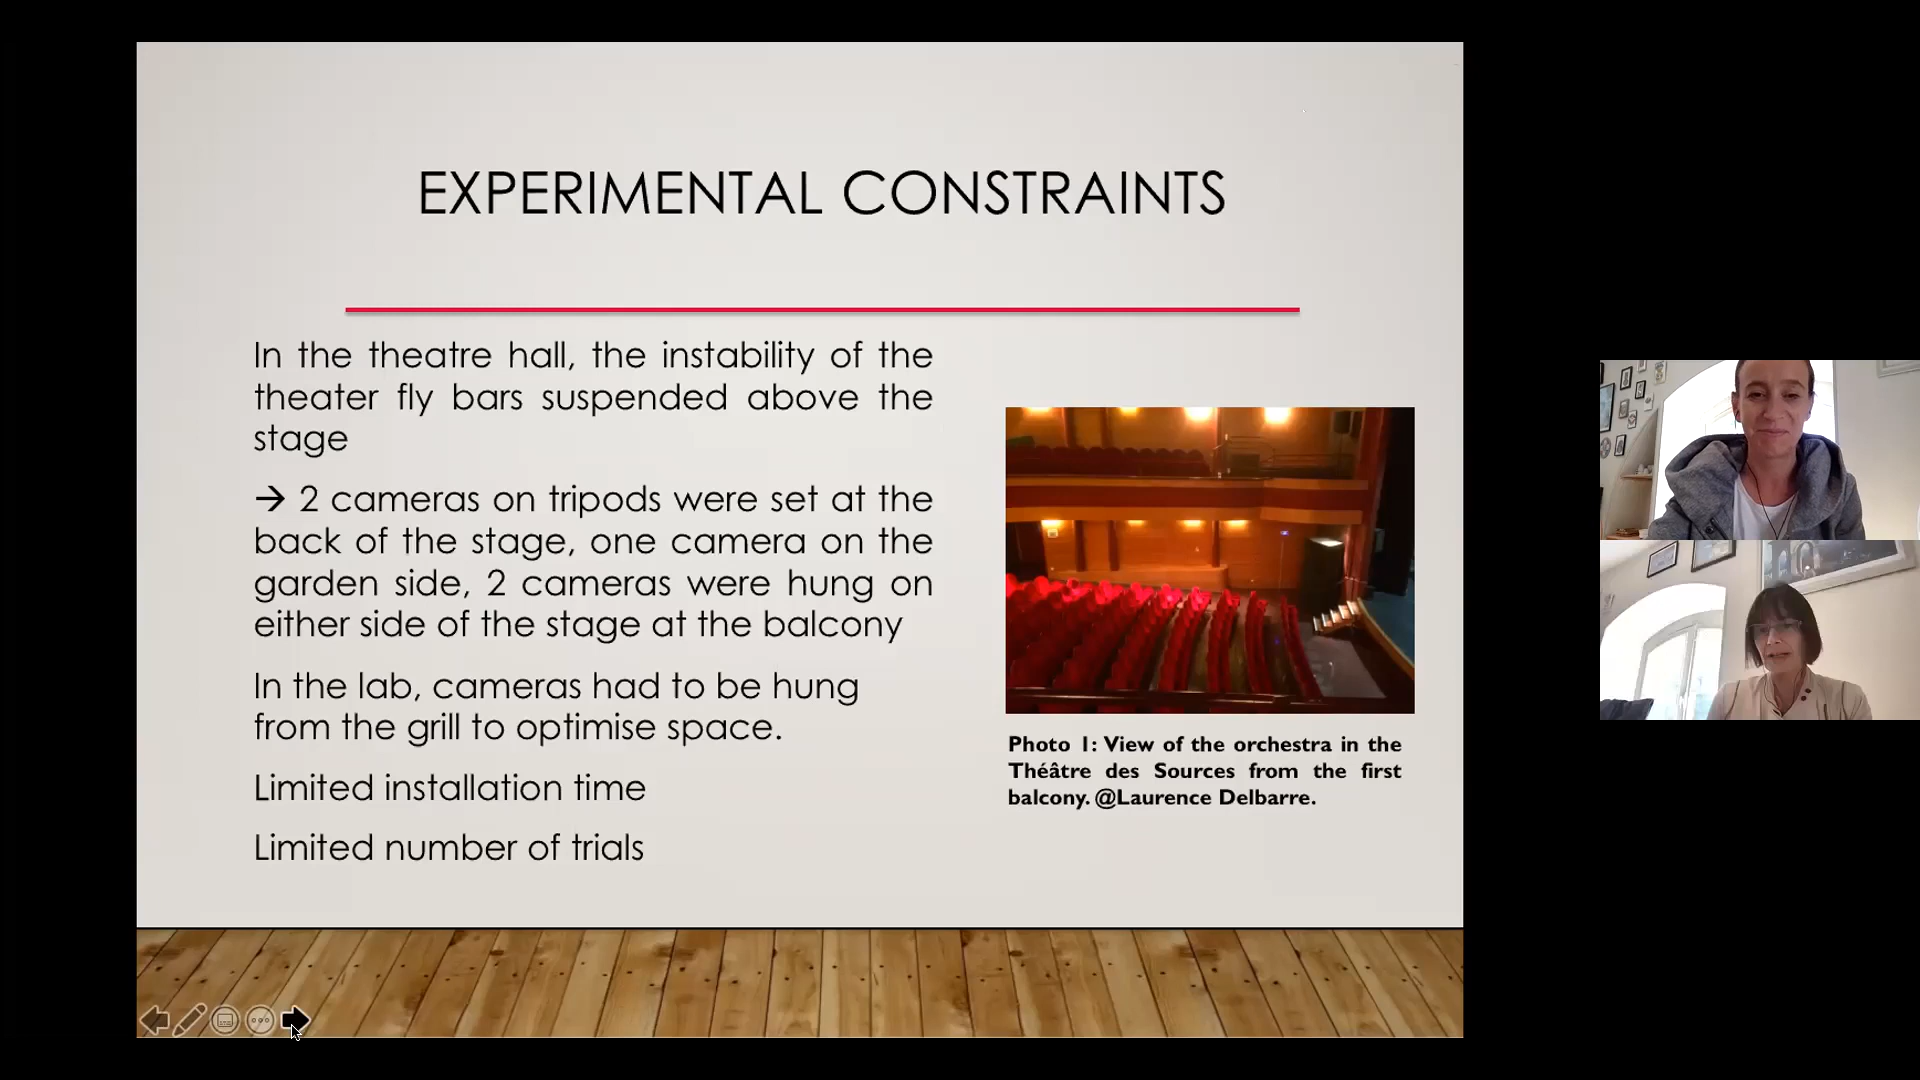 EXPERIMENTAL CONSTRAINTS
In the theatre hall, the instability of the
theater fly bars suspended above the
stage
→ 2 cameras on tripods were set at the
back of the stage, one camera on the
garden side, 2 cameras were hung on
either side of the stage at the balcony
In the lab, cameras had to be hung
from the grill to optimise space.
Limited installation time
Limited number of trials
Photo 1: View of the orchestra in the
Théâtre des Sources from the first
balcony. @Laurence Delbarre.